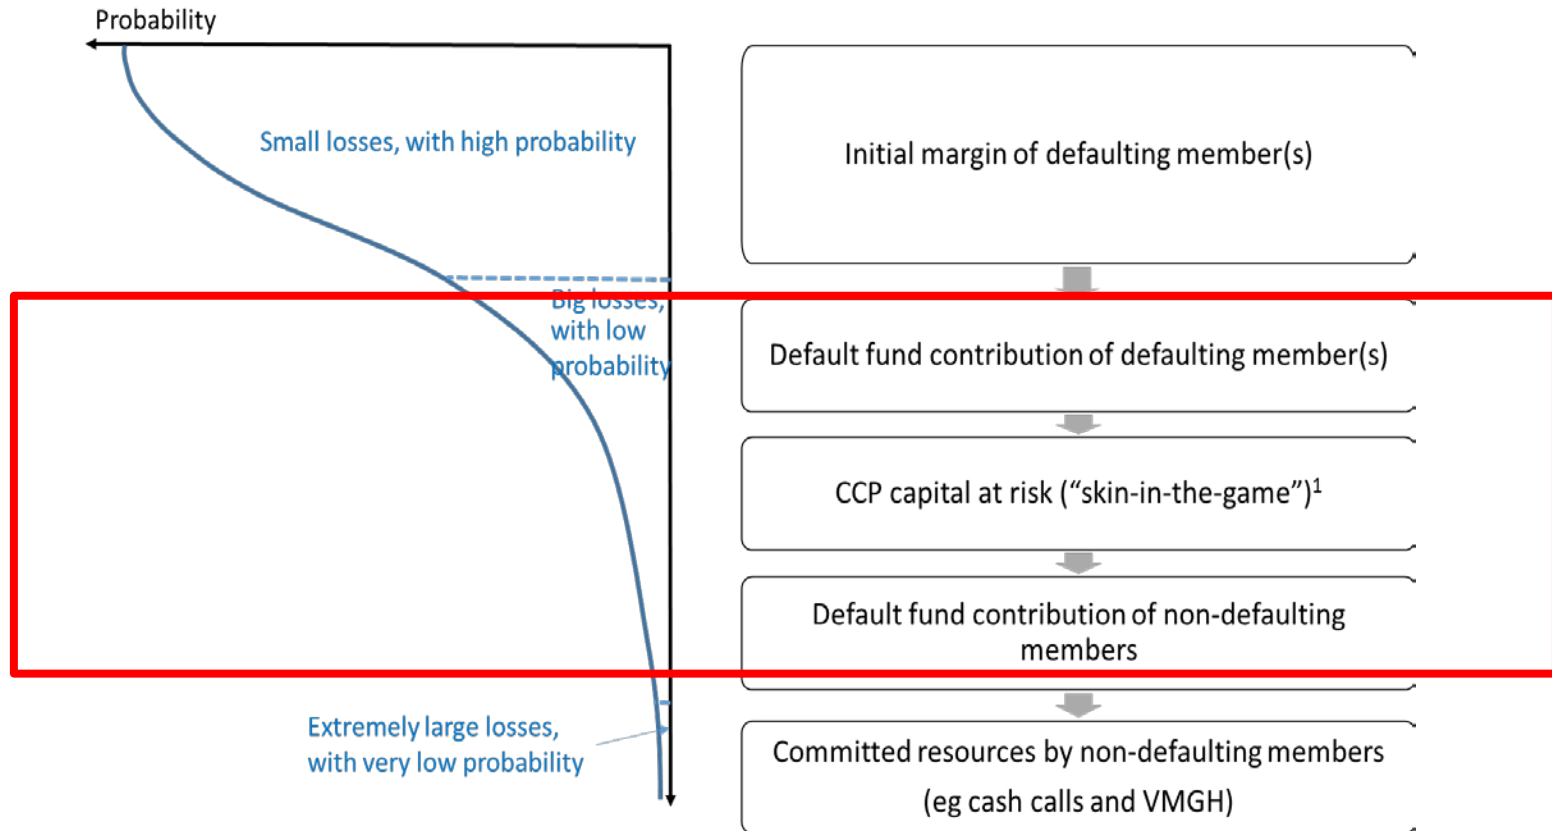 Probability
Small losses, with high probability
Big losses,
with low
probability
Extremely large losses,
with very low probability
Initial margin of defaulting member(s)
Default fund contribution of defaulting member(s)
CCP capital at risk (“skin-in-the-game”)¹
Default fund contribution of non-defaulting
members
Committed resources by non-defaulting members
(eg cash calls and VMGH)